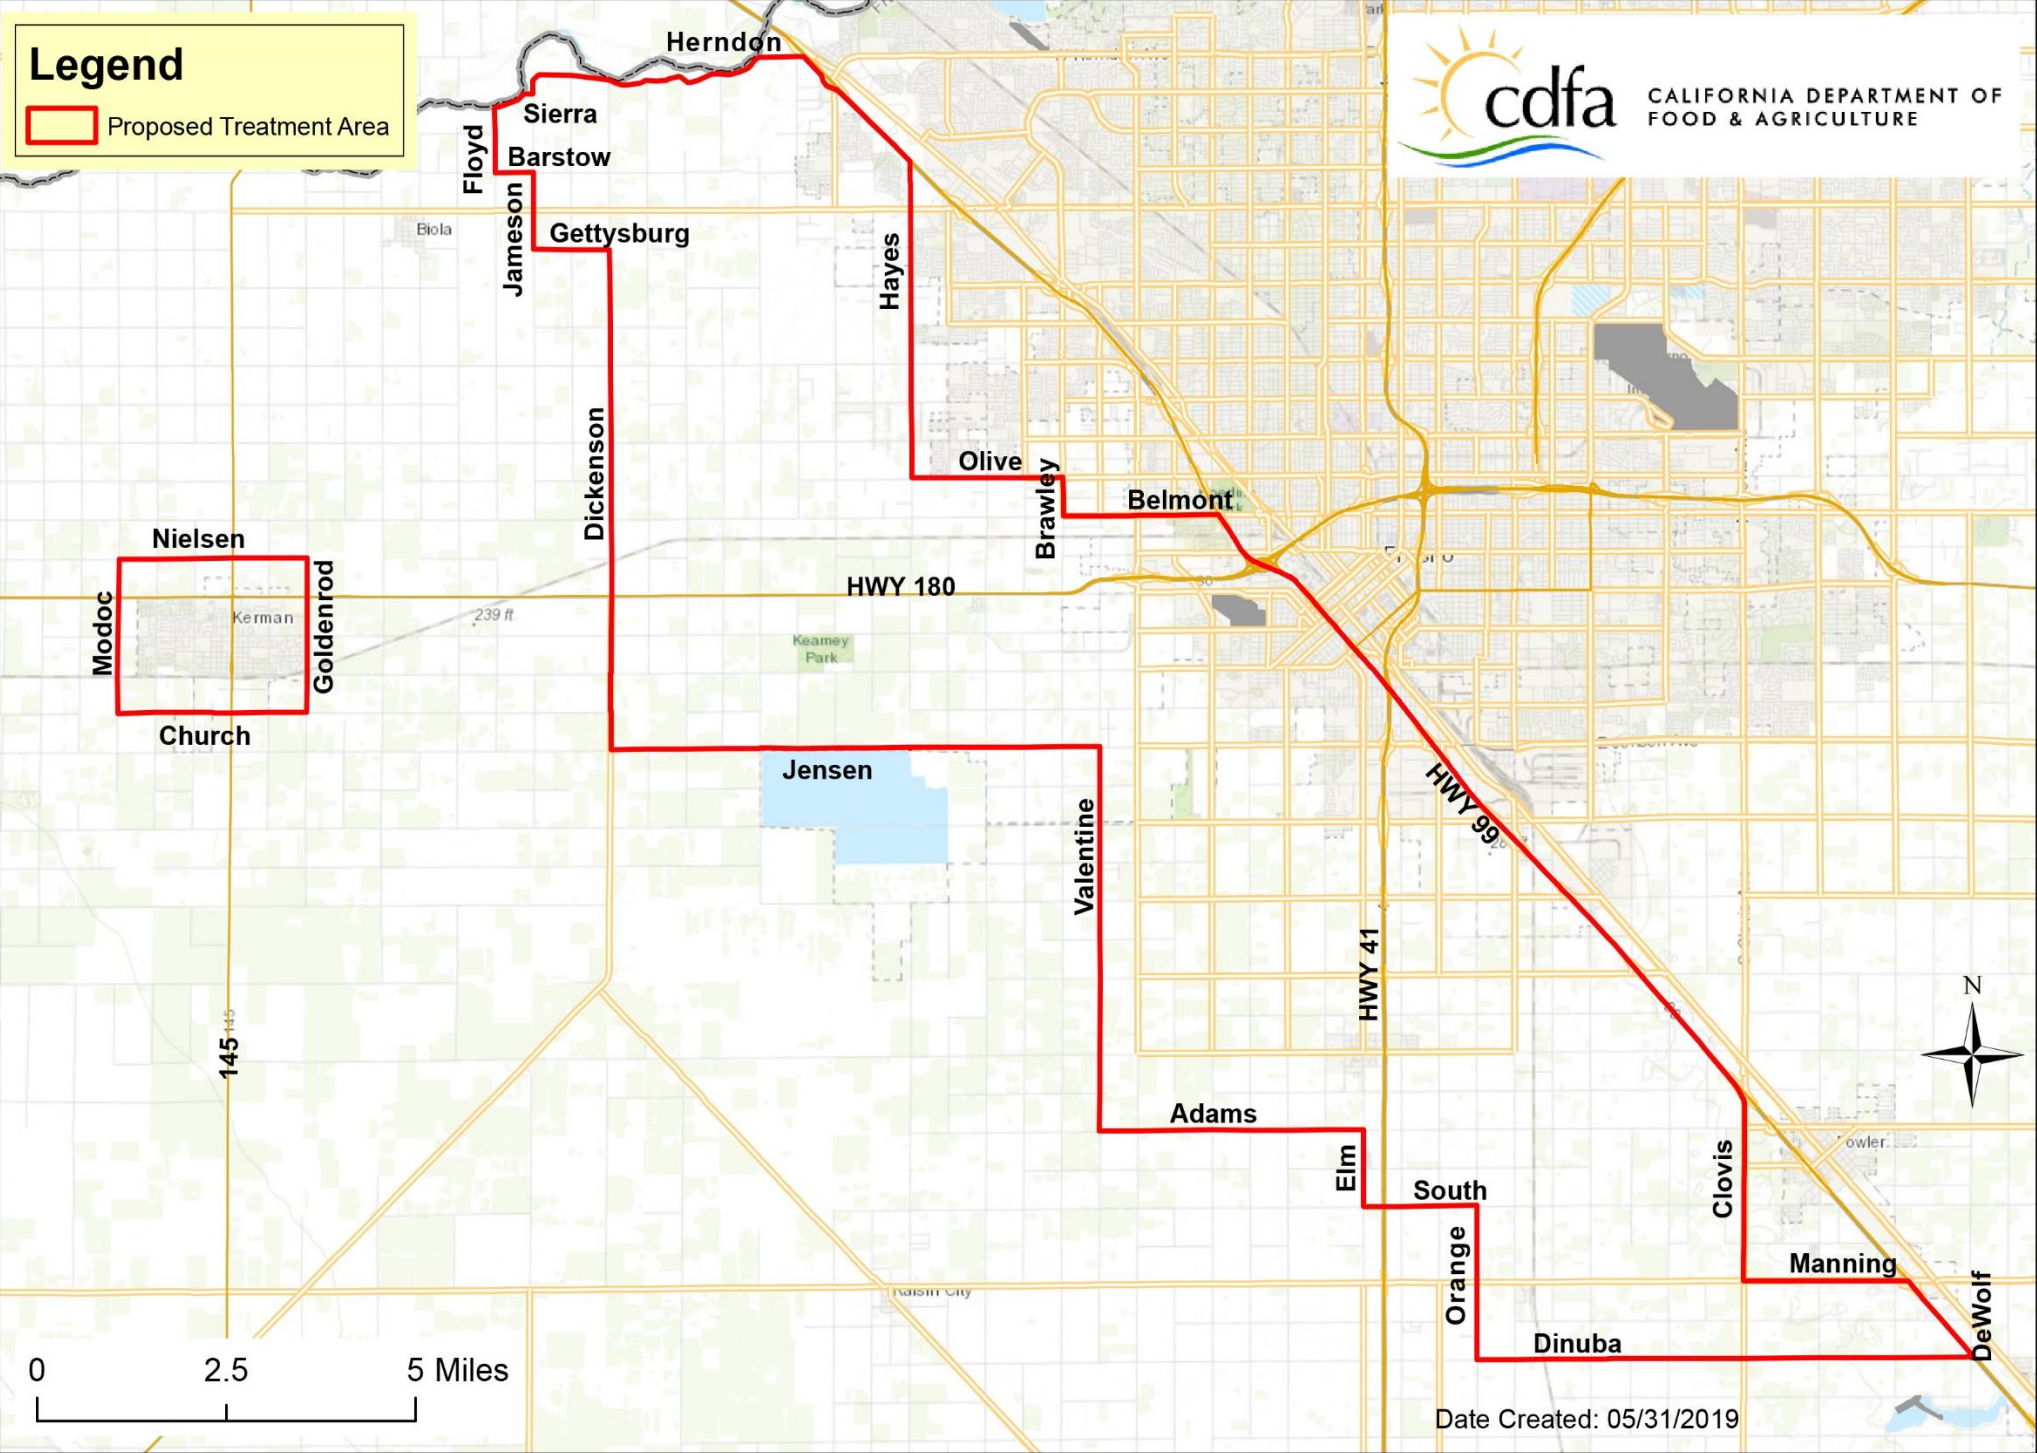 Legend
Proposed Treatment Area
Herndon
cdfa
CALIFORNIA DEPARTMENT OF
FOOD & AGRICULTURE
Sierra
Floyd
Barstow
Jameson
Biola
Gettysburg
Hayes
Dickenson
Olive
Brawley
Belmont
Nielsen
Modoc
Kerman
Goldenrod
239 ft
HWY 180
Kearney
Park
Church
Jensen
Valentine
HWY 99
HWY 41
N
145
145
Adams
Elm
South
Clovis
Orange
Manning
DeWolf
Raisin City
Dinuba
0 2.5 5 Miles
Date Created: 05/31/2019